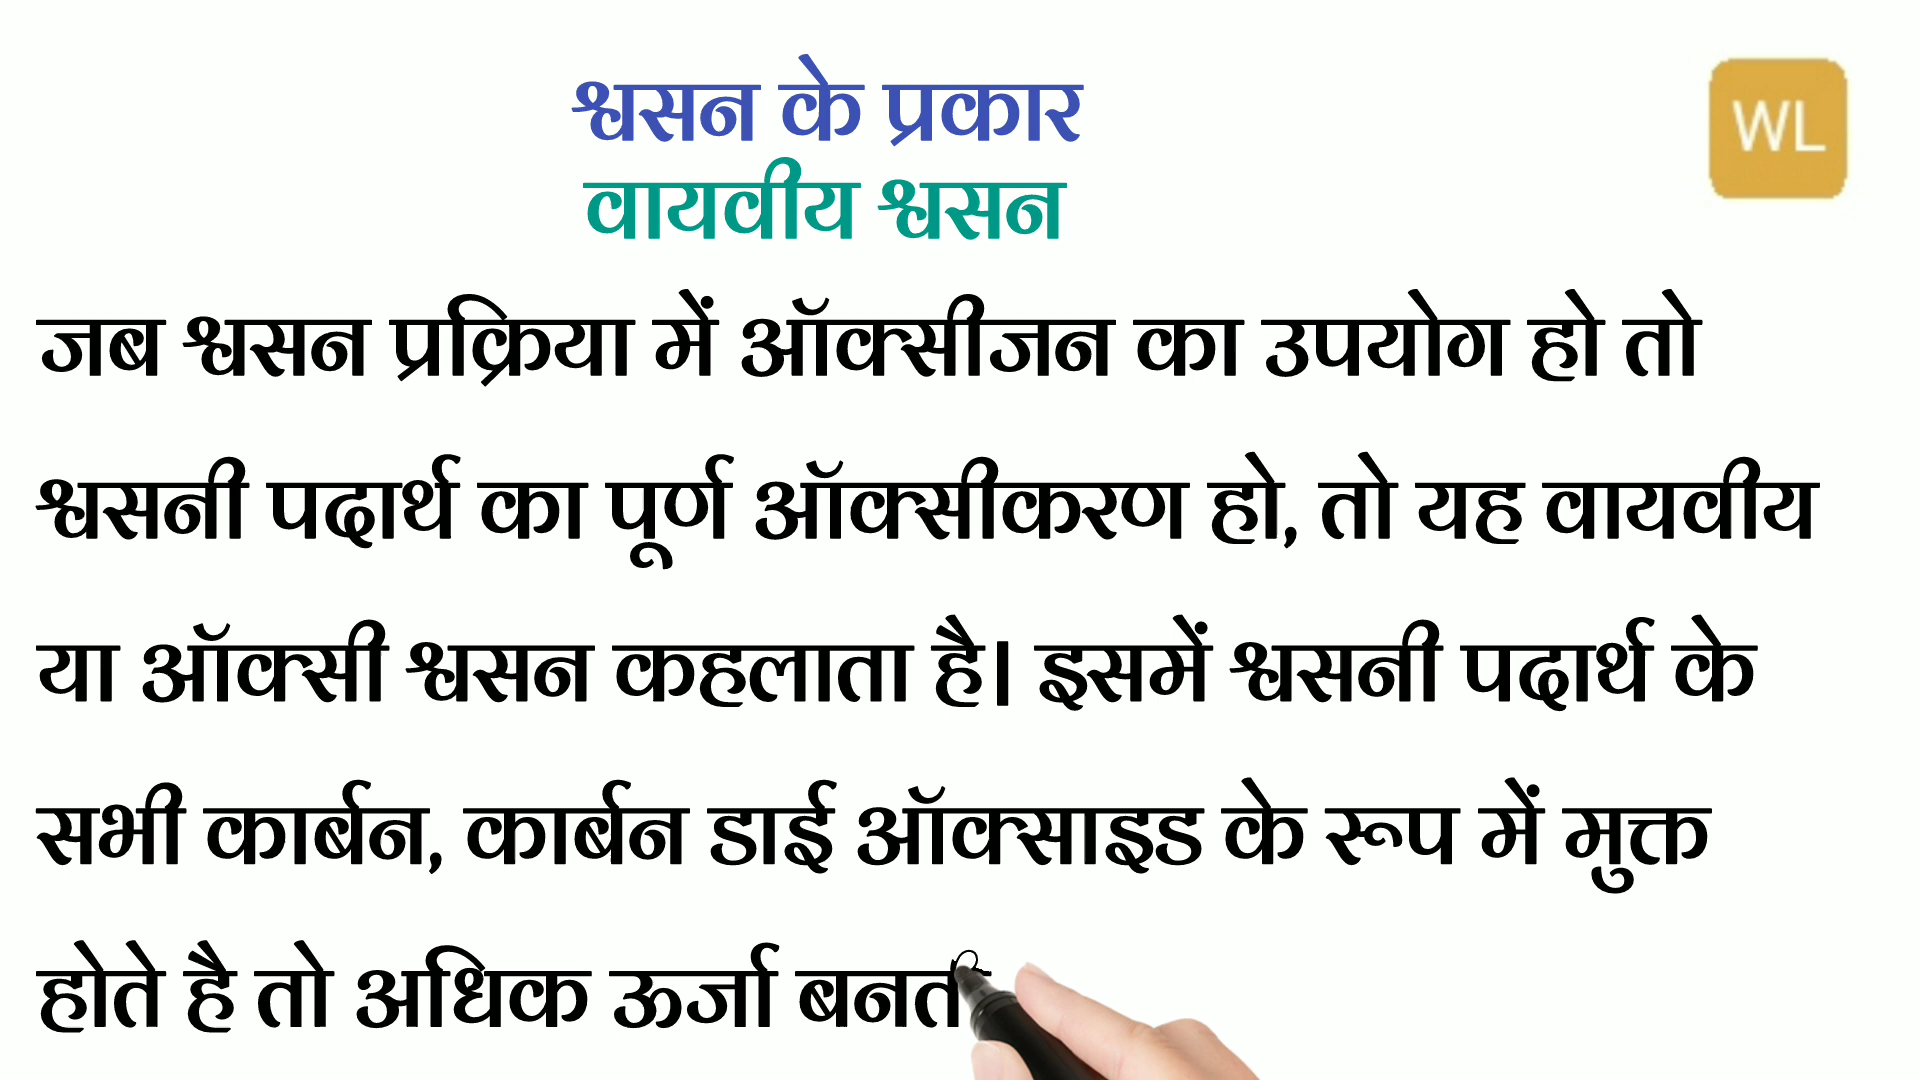 श्वसन के प्रकार
WL
वायवीय श्वसन
जब श्वसन प्रक्रिया में ऑक्सीजन का उपयोग हो तो
श्वसनी पदार्थ का पूर्ण ऑक्सीकरण हो, तो यह वायवीय
या ऑक्सी श्वसन कहलाता है। इसमें श्वसनी पदार्थ के
सभी कार्बन, कार्बन डाई ऑक्साइड के रूप में मुक्त
होते है तो अधिक ऊर्जा